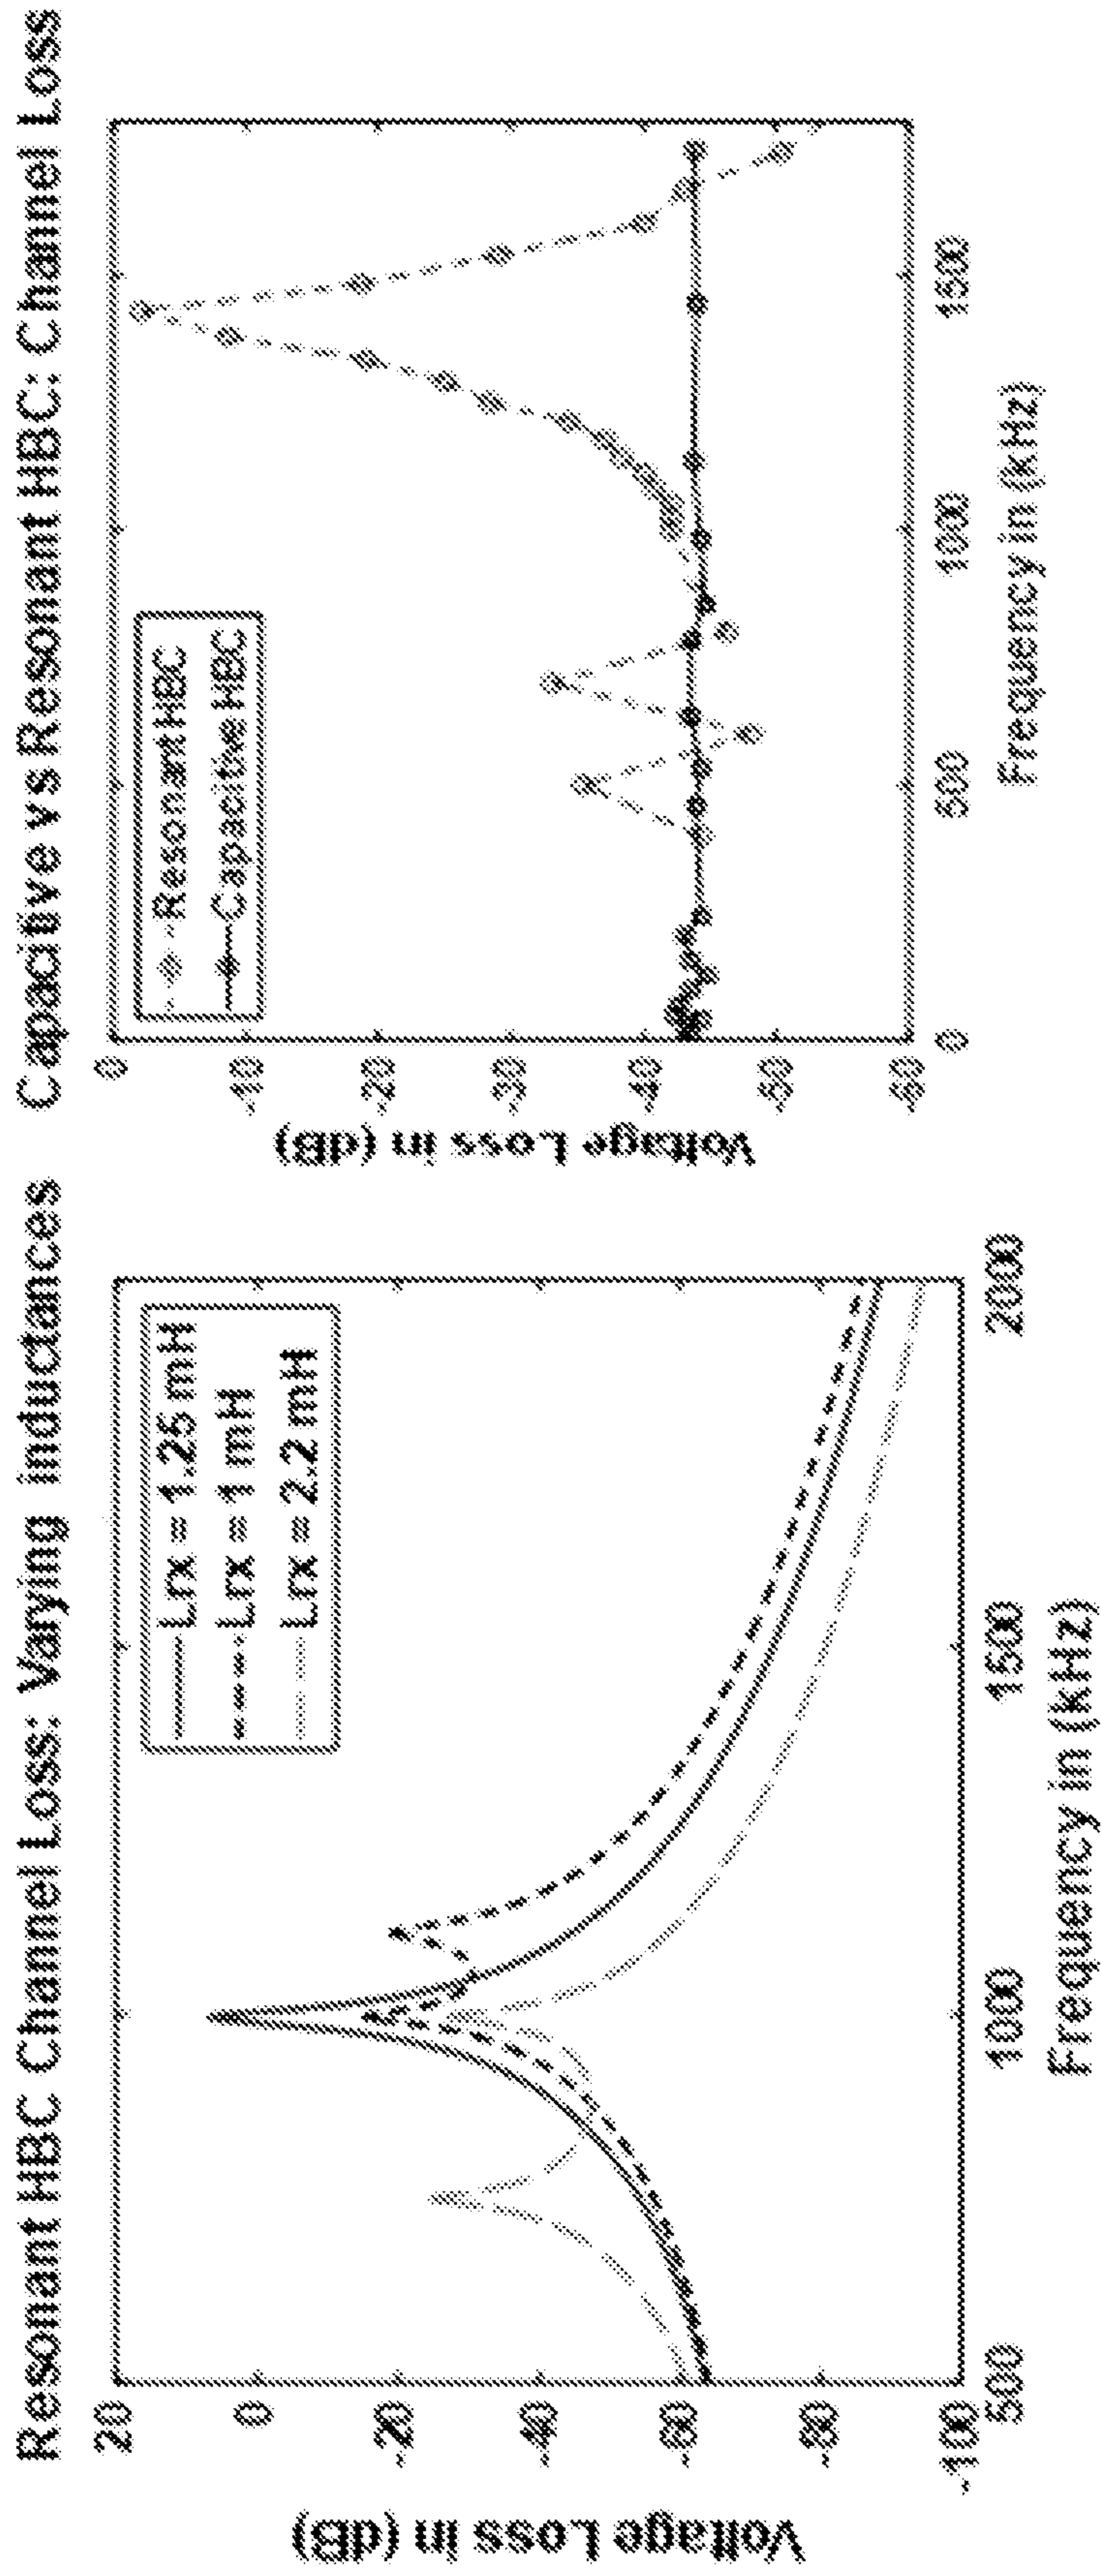 Resonant HBC Channel Loss: Varying inductances
Voltage Loss in (dB)
20
0
-20
-40
-60
-80
-100
Lrx = 1.25 mH
Lrx = 1 mH
Lrx = 2.2 mH
500
1000
1500
2000
Frequency in (kHz)
Capacitive vs Resonant HBC: Channel Loss
Voltage Loss in (dB)
0
-10
-20
-30
-40
-50
-60
Resonant HBC
Capacitive HBC
0
500
1000
1500
Frequency in (kHz)